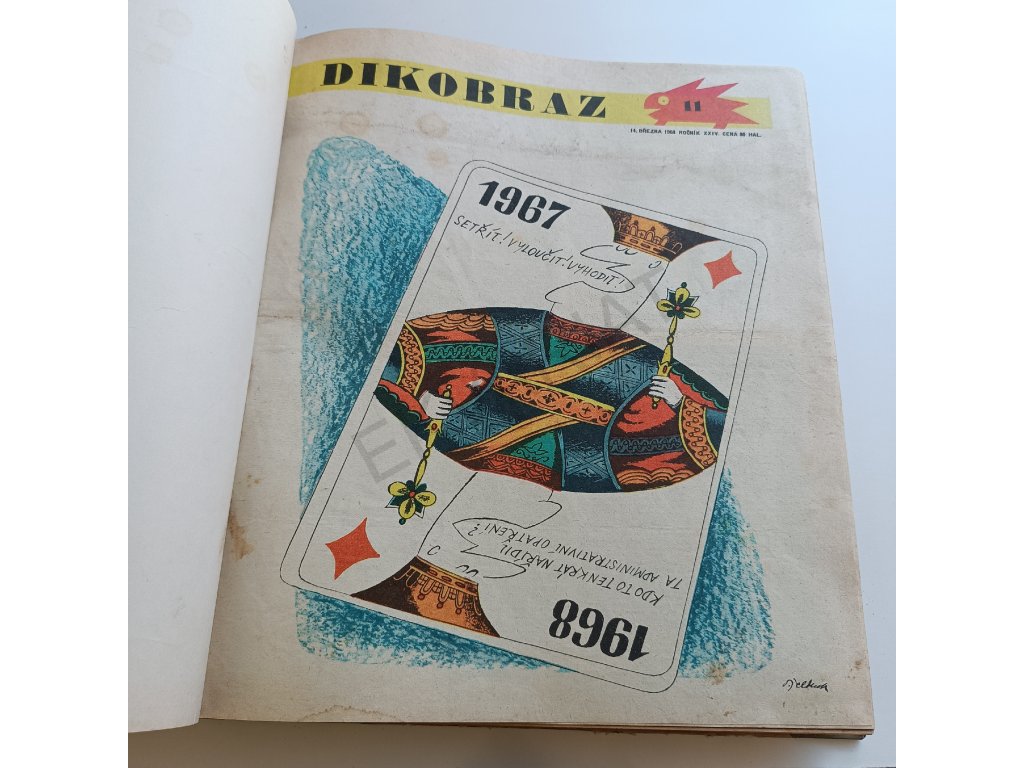 DIKOBRAZ
11
14. BŘEZNA 1968 ROČNÍK XXIV. CENA 80 HAL.
1967
SETŘÍT! VYLOUČIT! VYHODIT!
KDO TO TENKRÁT NAŘÍDIL
TA ADMINISTRATIVNÍ OPATŘENÍ?
1968